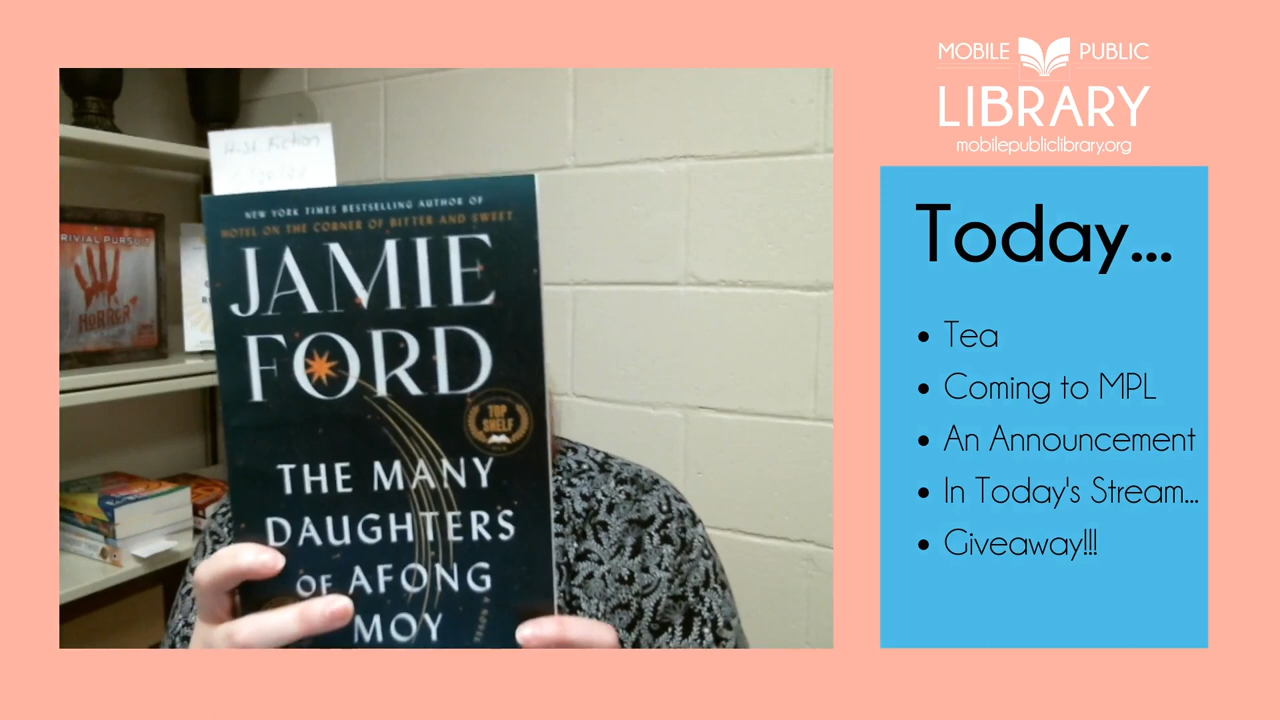 Hist. Fiction
NEW YORK TIMES BESTSELLING AUTHOR OF
HOTEL ON THE CORNER OF BITTER AND SWEET
JAMIE
FORD
TOP
SHELF
THE MANY
DAUGHTERS
OF AFONG
MOY
A NOVEL
TRIVIAL PURSUIT
HORROR
MOBILE PUBLIC
LIBRARY
mobilepubliclibrary.org
Today...
• Tea
• Coming to MPL
• An Announcement
• In Today's Stream...
• Giveaway!!!